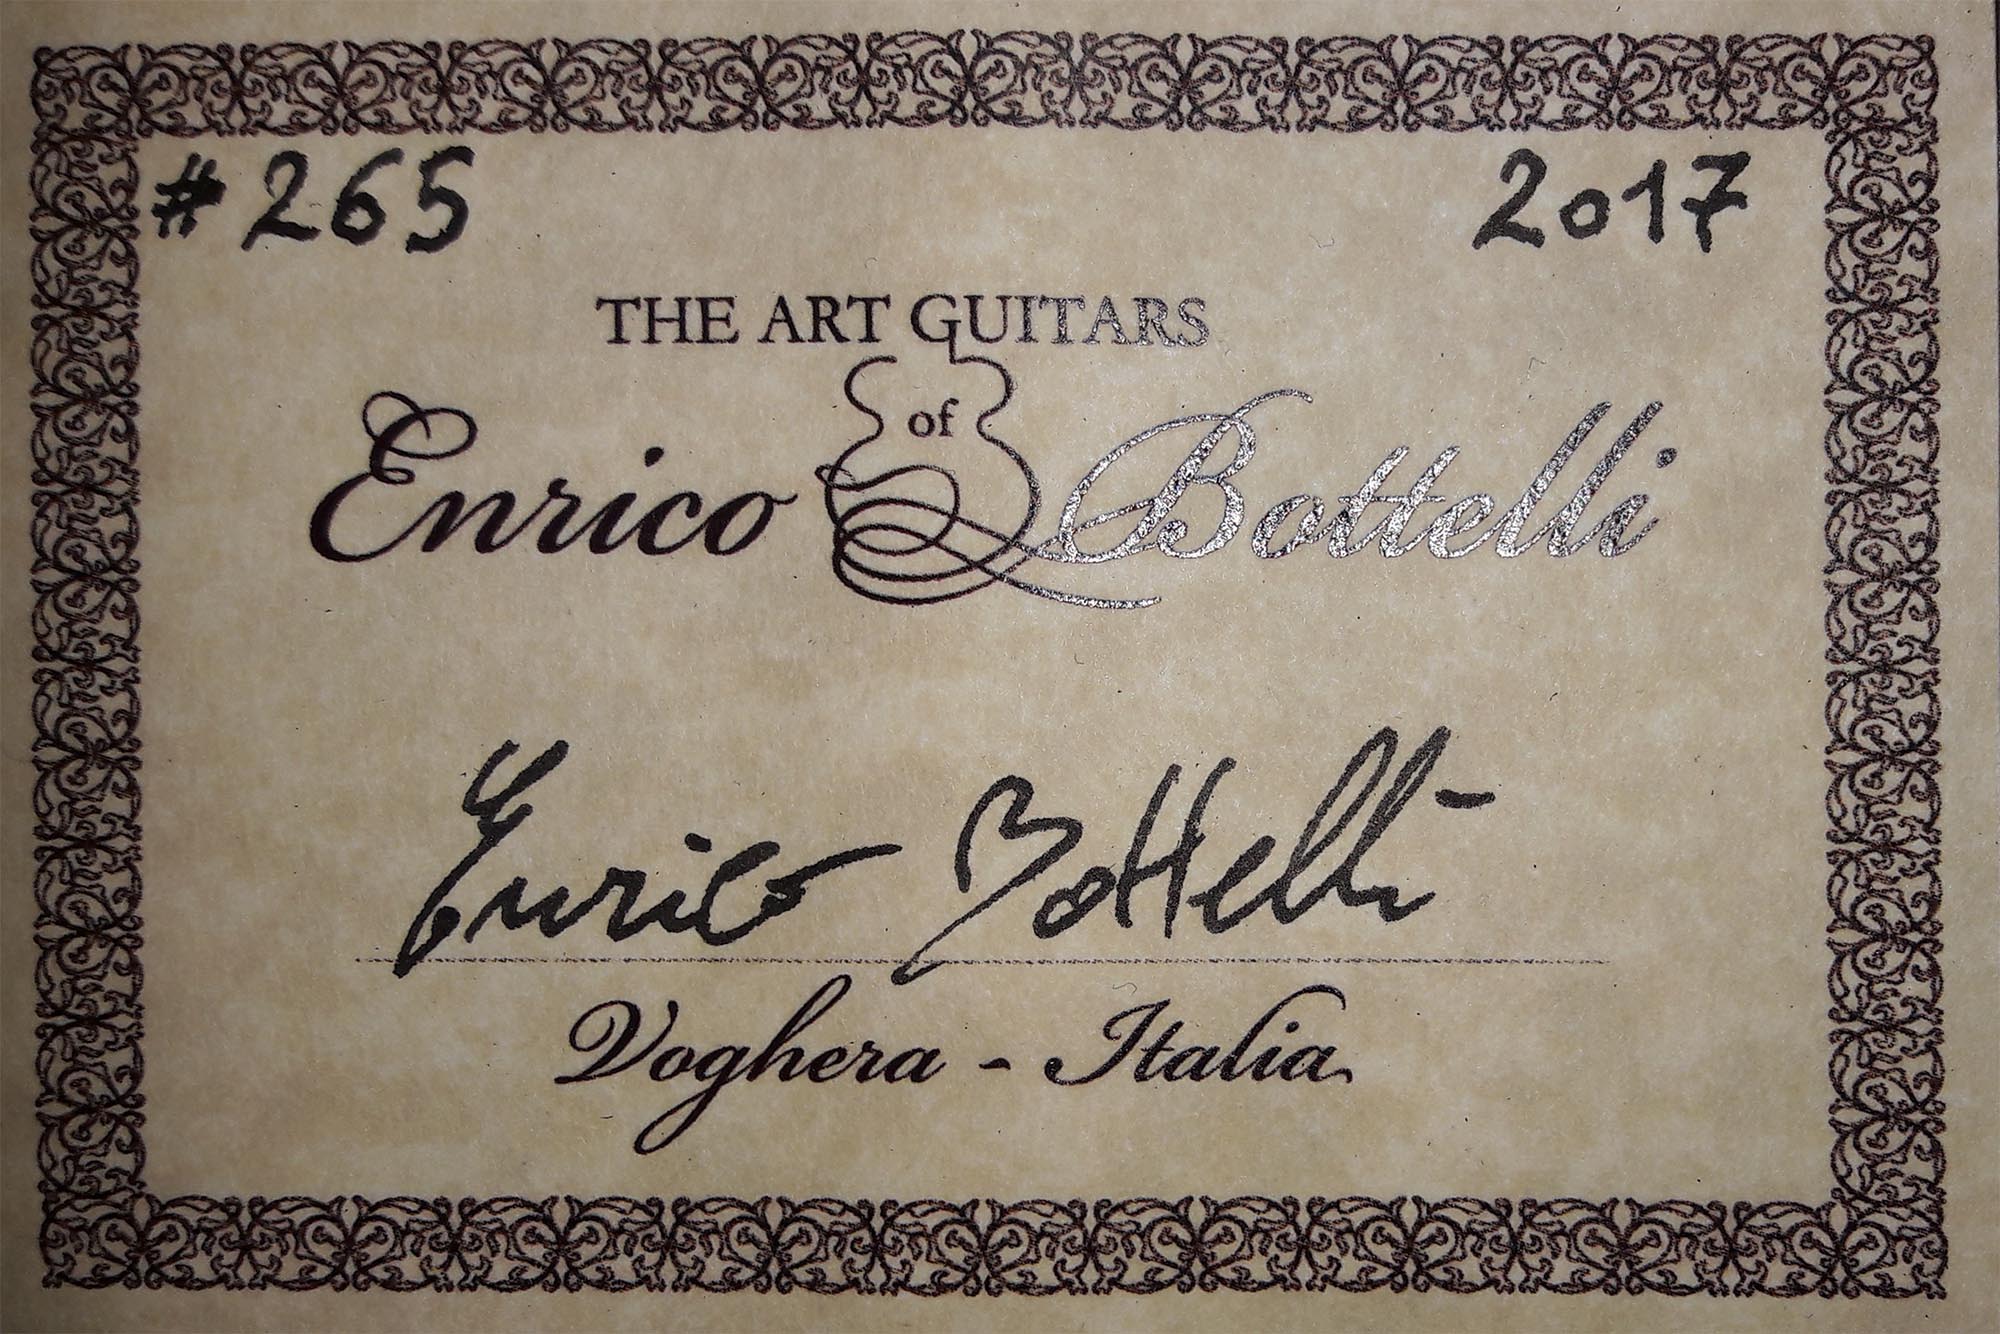 # 265 2017
THE ART GUITARS
of
Enrico Bottelli
Enrico Bottelli
Voghera - Italia